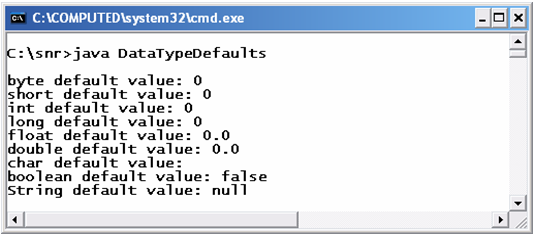 C:\COMPUTED\system32\cmd.exe
C:\snr>java DataTypeDefaults
byte default value: 0
short default value: 0
int default value: 0
long default value: 0
float default value: 0.0
double default value: 0.0
char default value:
boolean default value: false
String default value: null